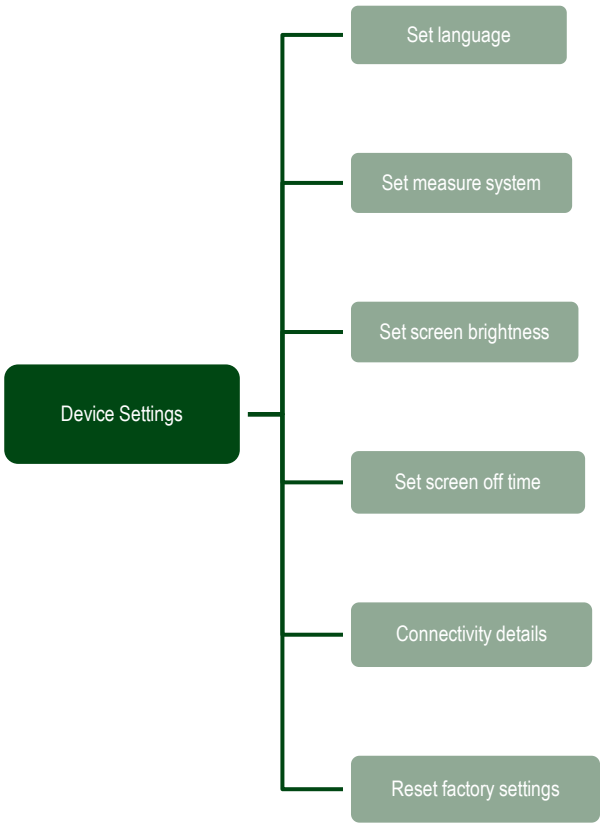 Set language
Set measure system
Set screen brightness
Device Settings
Set screen off time
Connectivity details
Reset factory settings